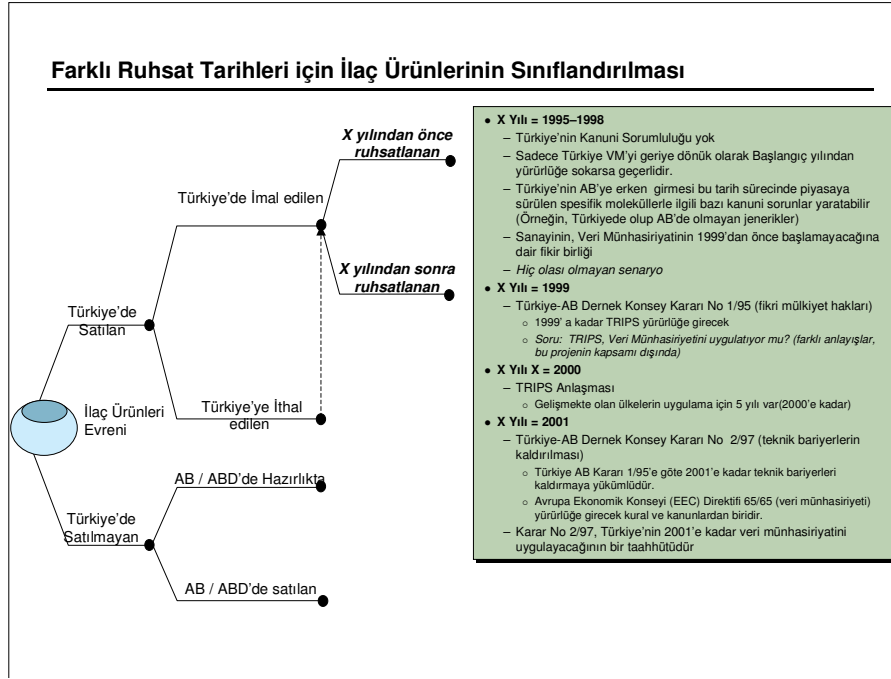 Farklı Ruhsat Tarihleri için İlaç Ürünlerinin Sınıflandırılması
X yılından önce
ruhsatlanan
Türkiye’de İmal edilen
X yılından sonra
ruhsatlanan
Türkiye’de
Satılan
Türkiye’ye İthal
edilen
İlaç Ürünleri
Evreni
AB / ABD’de Hazırlıkta
Türkiye’de
Satılmayan
AB / ABD’de satılan
• X Yılı = 1995–1998
– Türkiye’nin Kanuni Sorumluluğu yok
– Sadece Türkiye VM’yi geriye dönük olarak Başlangıç yılından
yürürlüğe sokarsa geçerlidir.
– Türkiye’nin AB’ye erken girmesi bu tarih sürecinde piyasaya
sürülen spesifik moleküllerle ilgili bazı kanuni sorunlar yaratabilir
(Örneğin, Türkiyede olup AB’de olmayan jenerikler)
– Sanayinin, Veri Münhasiriyatinin 1999’dan önce başlamayacağına
dair fikir birliği
– Hiç olası olmayan senaryo
• X Yılı = 1999
– Türkiye-AB Dernek Konsey Kararı No 1/95 (fikri mülkiyet hakları)
o 1999’ a kadar TRIPS yürürlüğe girecek
o Soru: TRIPS, Veri Münhasiriyetini uygulatıyor mu? (farklı anlayışlar,
bu projenin kapsamı dışında)
• X Yılı X = 2000
– TRIPS Anlaşması
o Gelişmekte olan ülkelerin uygulama için 5 yılı var(2000’e kadar)
• X Yılı = 2001
– Türkiye-AB Dernek Konsey Kararı No 2/97 (teknik bariyerlerin
kaldırılması)
o Türkiye AB Kararı 1/95’e göte 2001’e kadar teknik bariyerleri
kaldırmaya yükümlüdür.
o Avrupa Ekonomik Konseyi (EEC) Direktifi 65/65 (veri münhasiriyeti)
yürürlüğe girecek kural ve kanunlardan biridir.
– Karar No 2/97, Türkiye’nin 2001’e kadar veri münhasiriyatini
uygulayacağının bir taahhütüdür